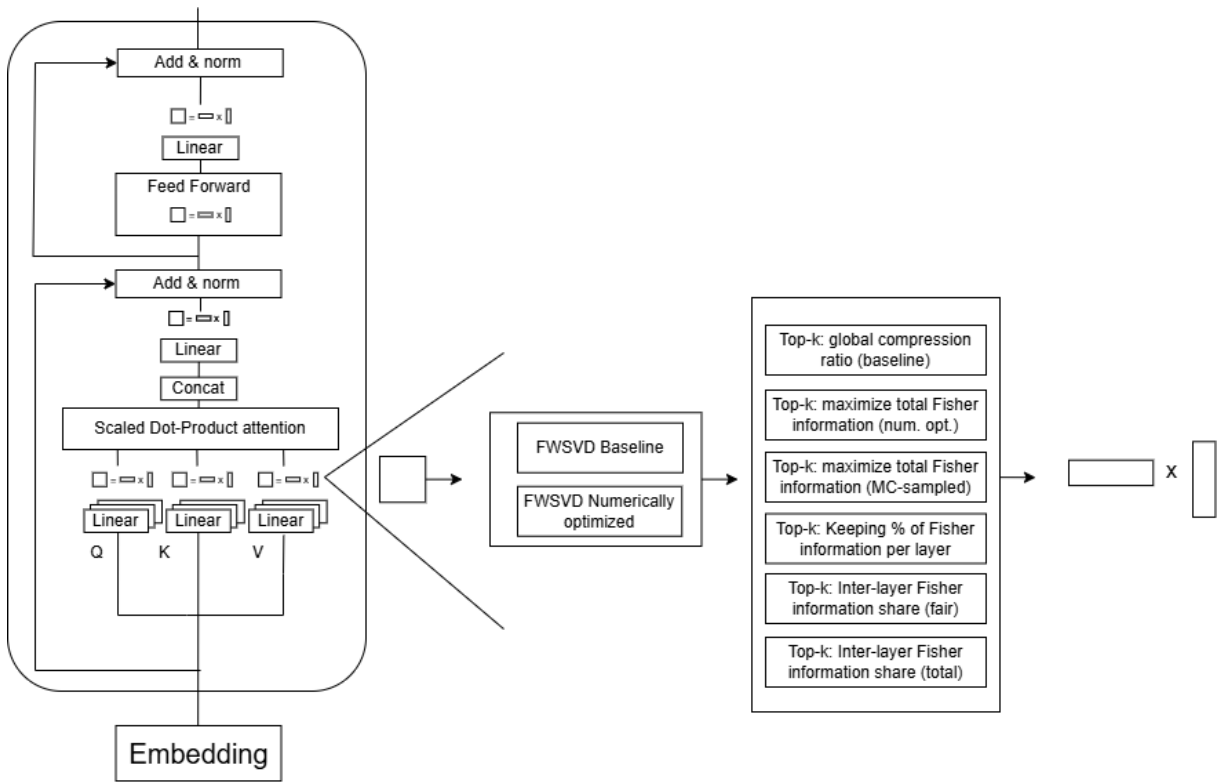 Add & norm
= x
Linear
Feed Forward
= x
Add & norm
= x
Linear
Concat
Scaled Dot-Product attention
= x
= x
= x
Linear
Linear
Linear
Q
K
V
Embedding
FWSVD Baseline
FWSVD Numerically
optimized
Top-k: global compression
ratio (baseline)
Top-k: maximize total Fisher
information (num. opt.)
Top-k: maximize total Fisher
information (MC-sampled)
Top-k: Keeping % of Fisher
information per layer
Top-k: Inter-layer Fisher
information share (fair)
Top-k: Inter-layer Fisher
information share (total)
X